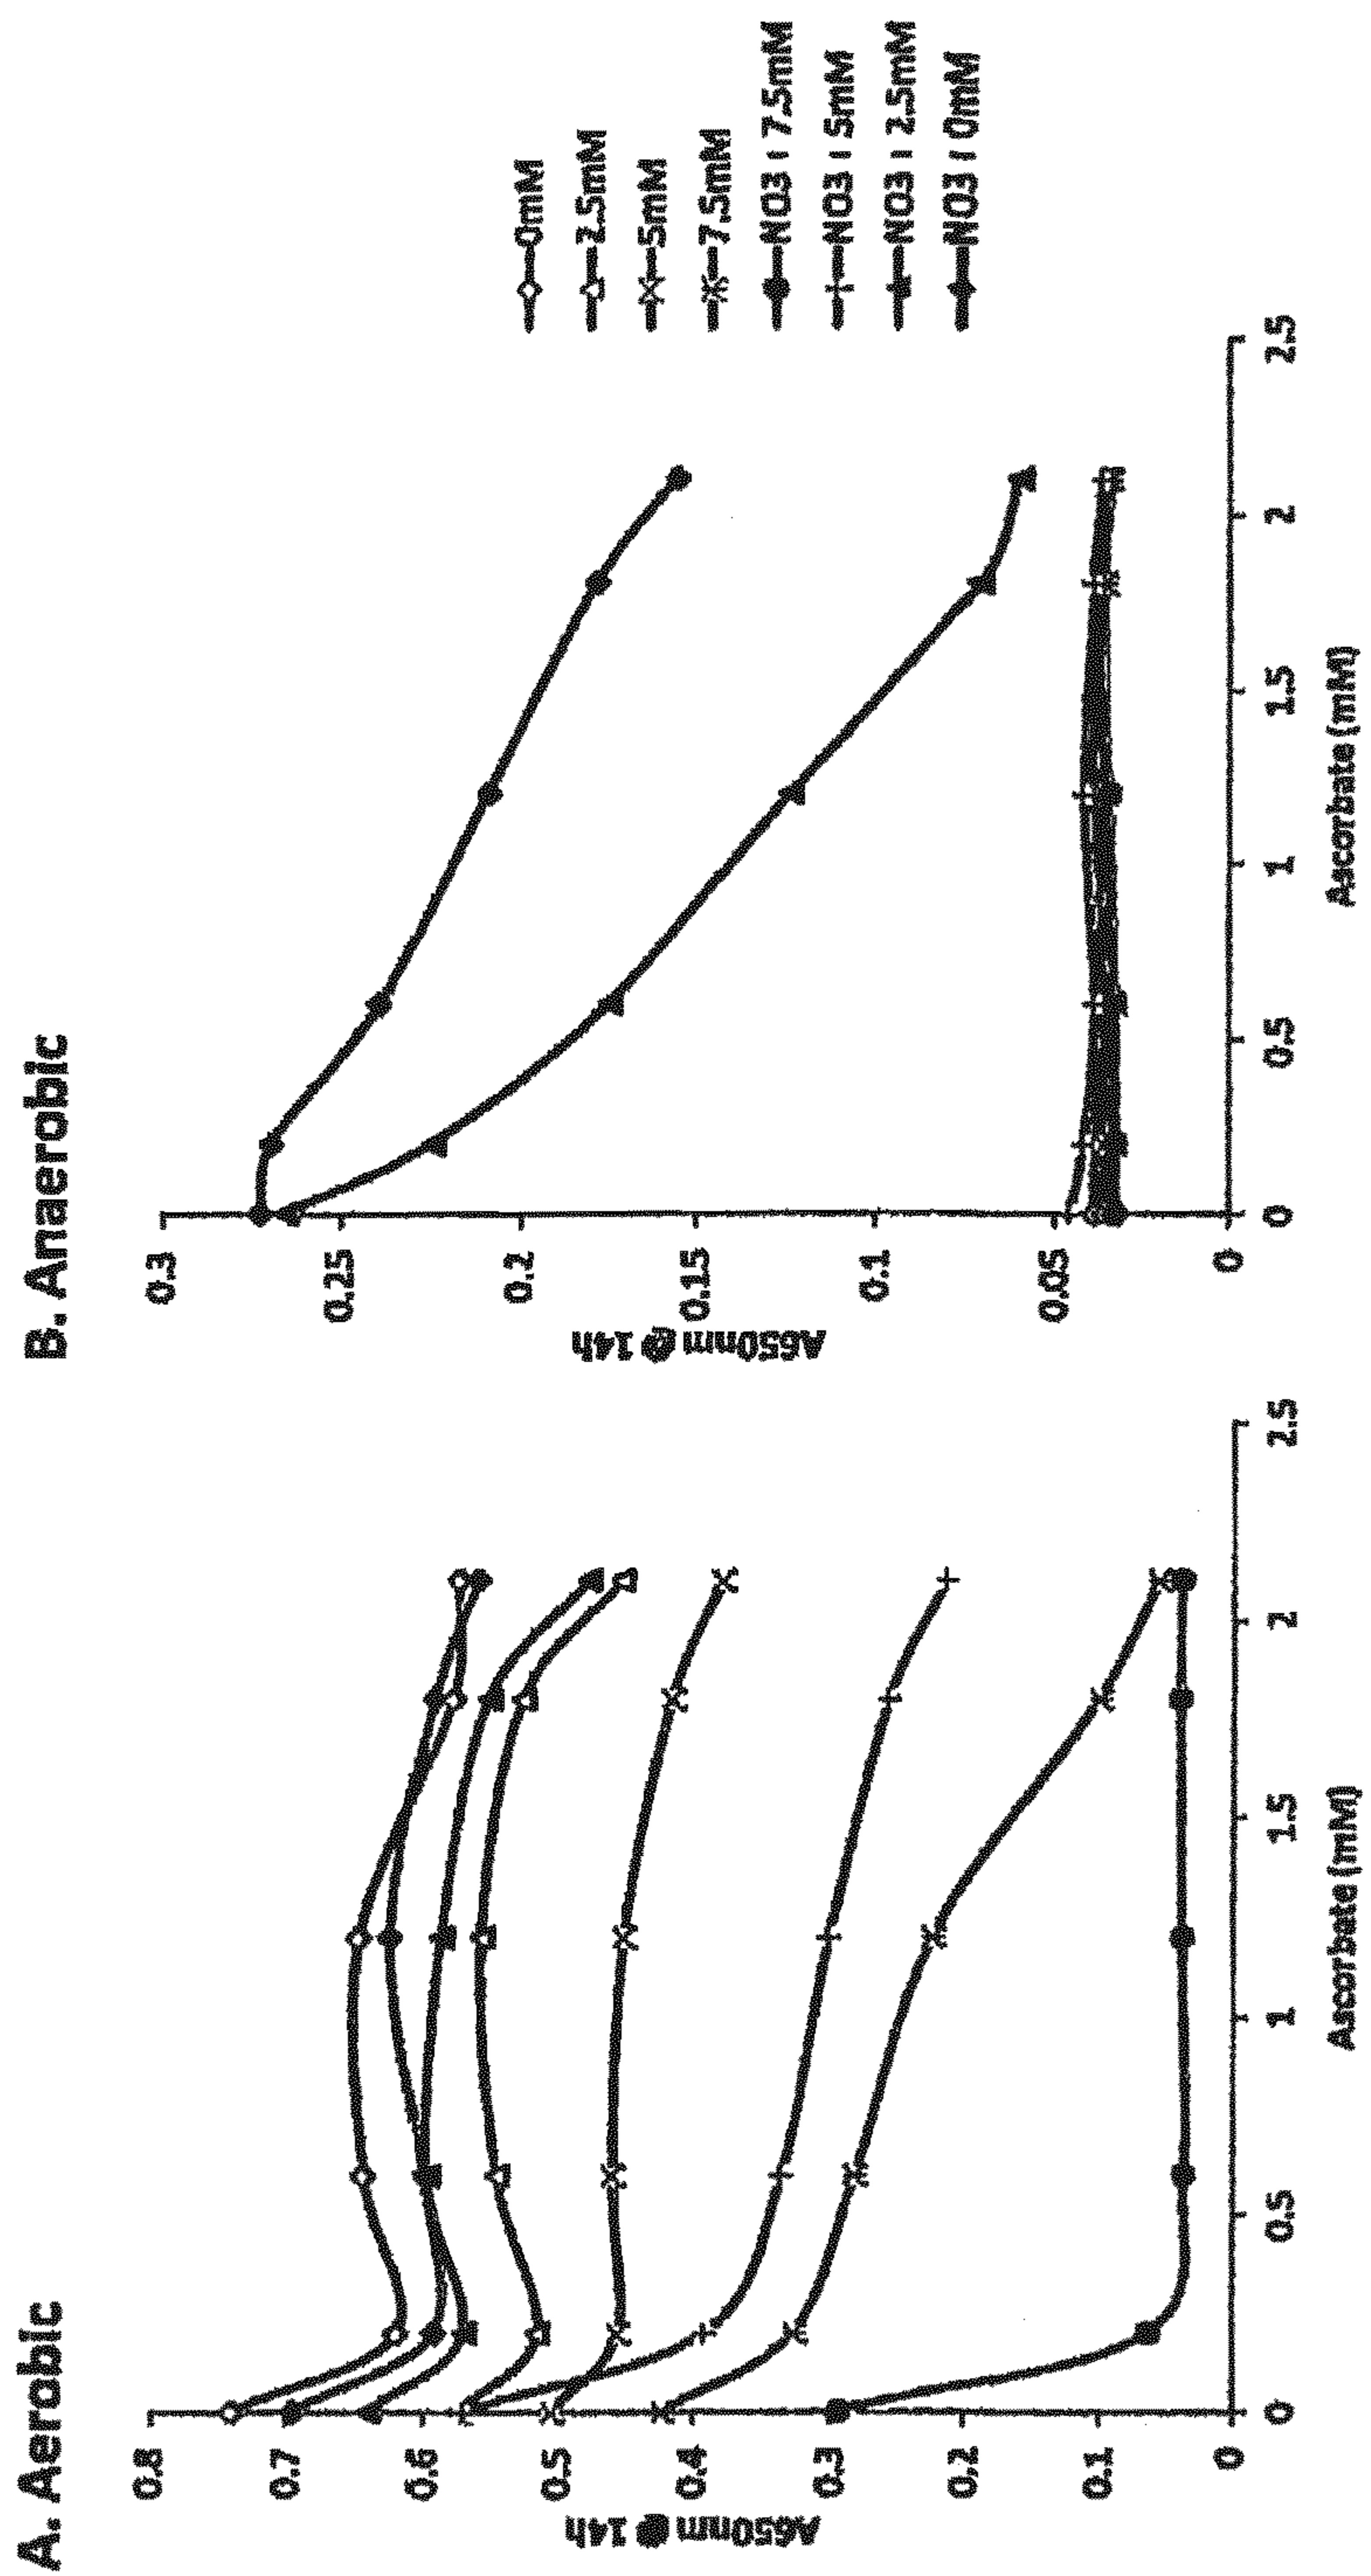 A. Aerobic
0.8
0.7
0.6
0.5
0.4
0.3
0.2
0.1
0
A650nm @ 14h
0
0.5
1
1.5
2
2.5
Ascorbate (mM)
B. Anaerobic
0.3
0.25
0.2
0.15
0.1
0.05
0
A650nm @ 14h
0
0.5
1
1.5
2
2.5
Ascorbate (mM)
0mM
2.5mM
5mM
7.5mM
NO3 ı 7.5mM
NO3 ı 5mM
NO3 ı 2.5mM
NO3 ı 0mM